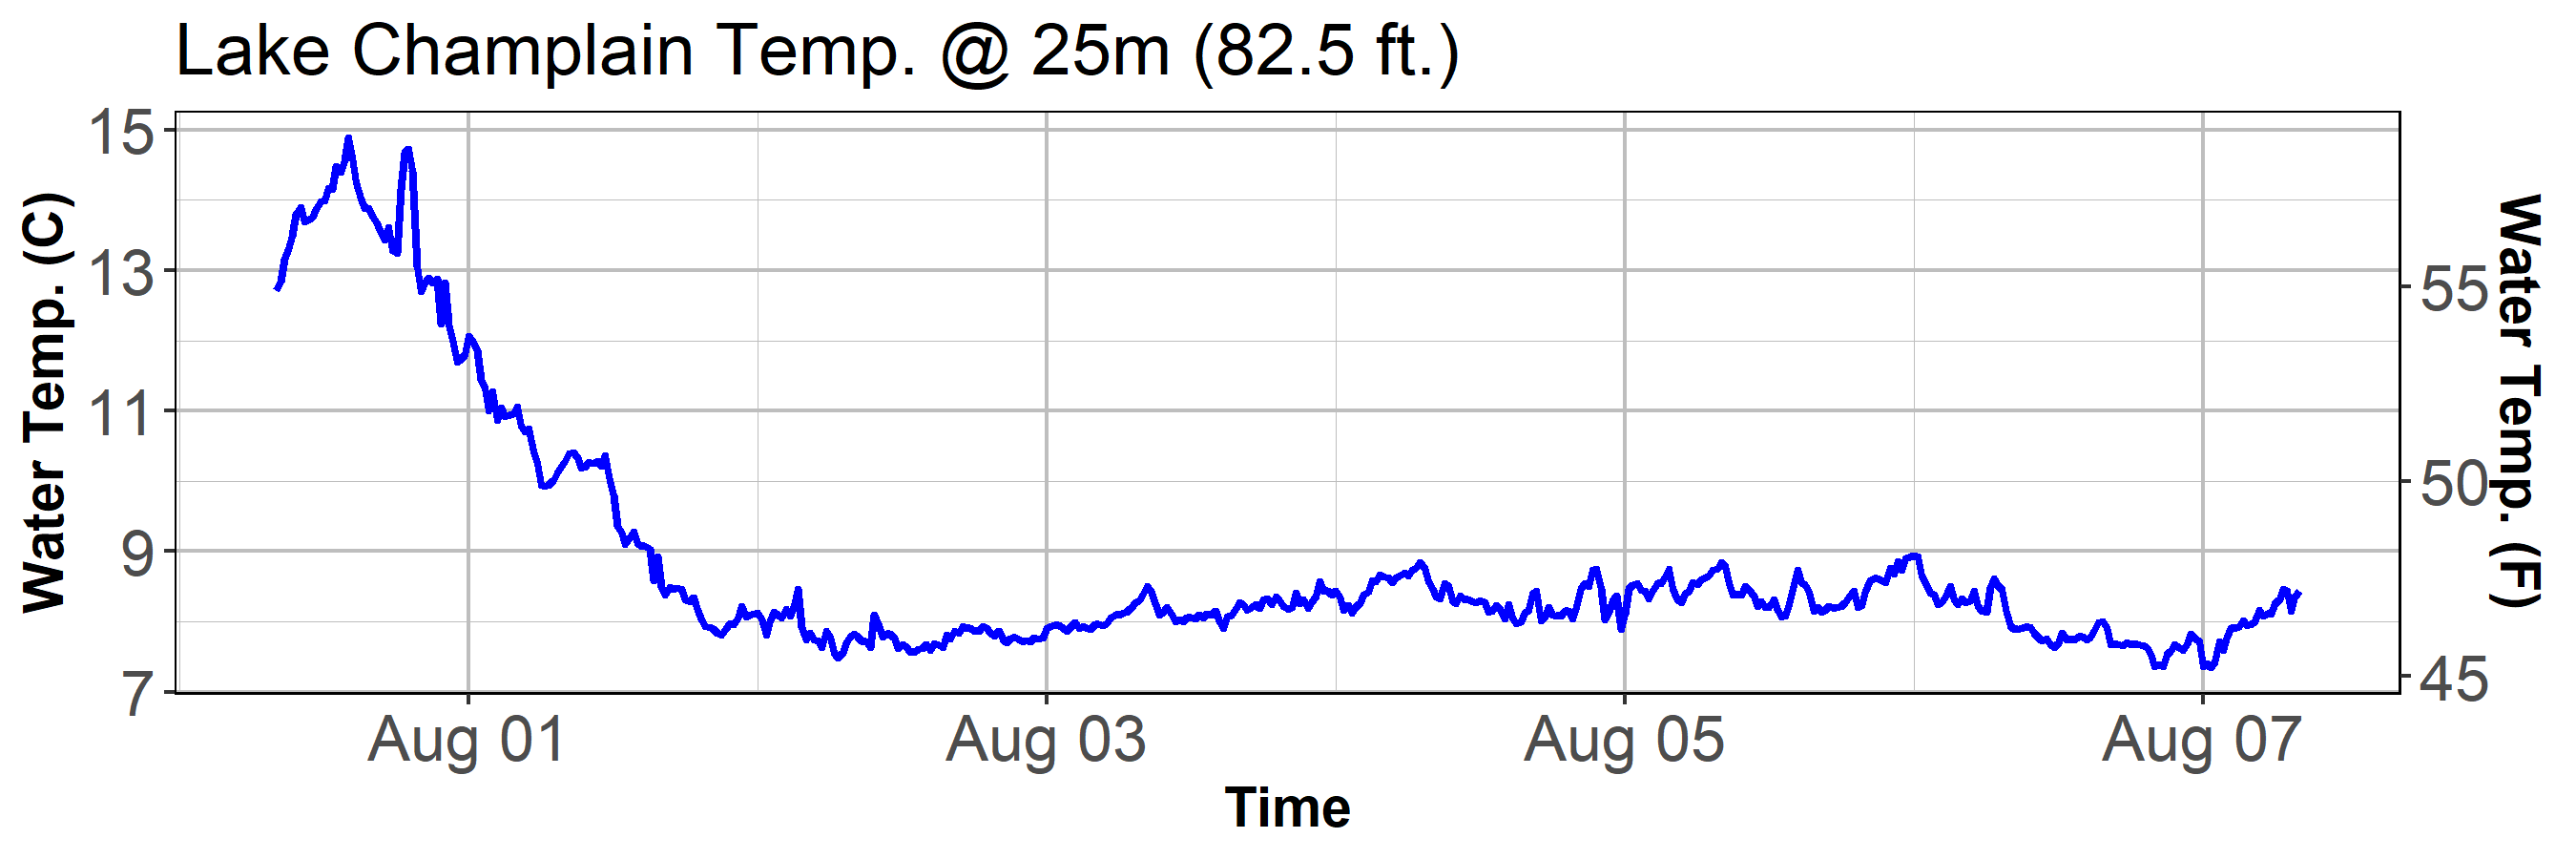 Lake Champlain Temp. @ 25m (82.5 ft.)
Water Temp. (C)
15
13
11
9
7
55
50
45
Water Temp. (F)
Aug 01 Aug 03 Aug 05 Aug 07
Time